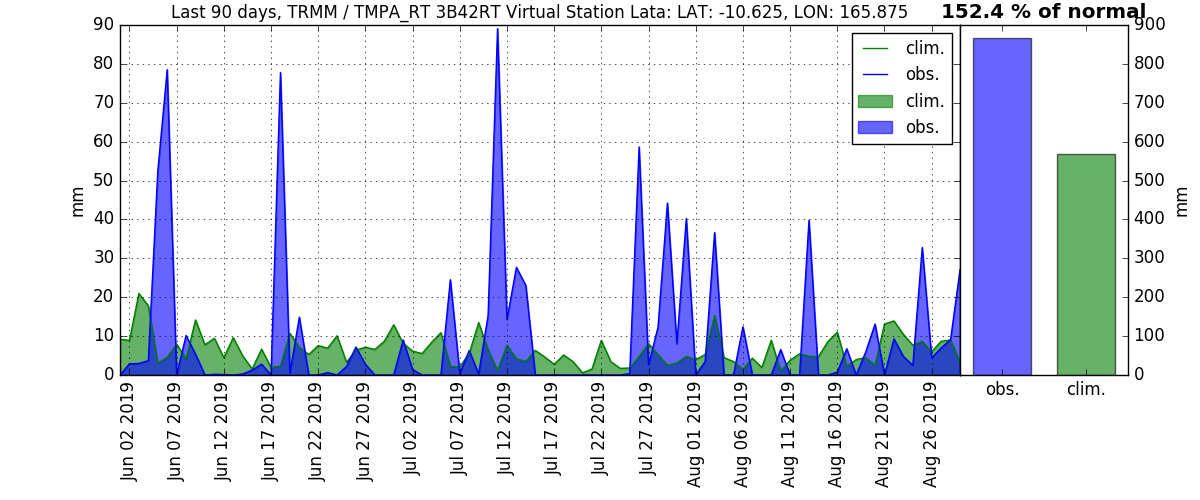 Last 90 days, TRMM / TMPA_RT 3B42RT Virtual Station Lata: LAT: -10.625, LON: 165.875
152.4 % of normal
mm
90
80
70
60
50
40
30
20
10
0
clim.
obs.
clim.
obs.
Jun 02 2019
Jun 07 2019
Jun 12 2019
Jun 17 2019
Jun 22 2019
Jun 27 2019
Jul 02 2019
Jul 07 2019
Jul 12 2019
Jul 17 2019
Jul 22 2019
Jul 27 2019
Aug 01 2019
Aug 06 2019
Aug 11 2019
Aug 16 2019
Aug 21 2019
Aug 26 2019
900
800
700
600
500
400
300
200
100
0
mm
obs.
clim.